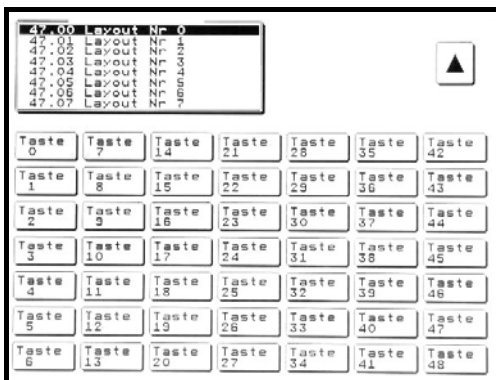 47.00 Layout Nr 0
47.01 Layout Nr 1
47.02 Layout Nr 2
47.03 Layout Nr 3
47.04 Layout Nr 4
47.05 Layout Nr 5
47.06 Layout Nr 6
47.07 Layout Nr 7
Taste Taste Taste Taste Taste Taste Taste
0 7 14 21 28 35 42
Taste Taste Taste Taste Taste Taste Taste
1 8 15 22 29 36 43
Taste Taste Taste Taste Taste Taste Taste
2 9 16 23 30 37 44
Taste Taste Taste Taste Taste Taste Taste
3 10 17 24 31 38 45
Taste Taste Taste Taste Taste Taste Taste
4 11 18 25 32 39 46
Taste Taste Taste Taste Taste Taste Taste
5 12 19 26 33 40 47
Taste Taste Taste Taste Taste Taste Taste
6 13 20 27 34 41 48